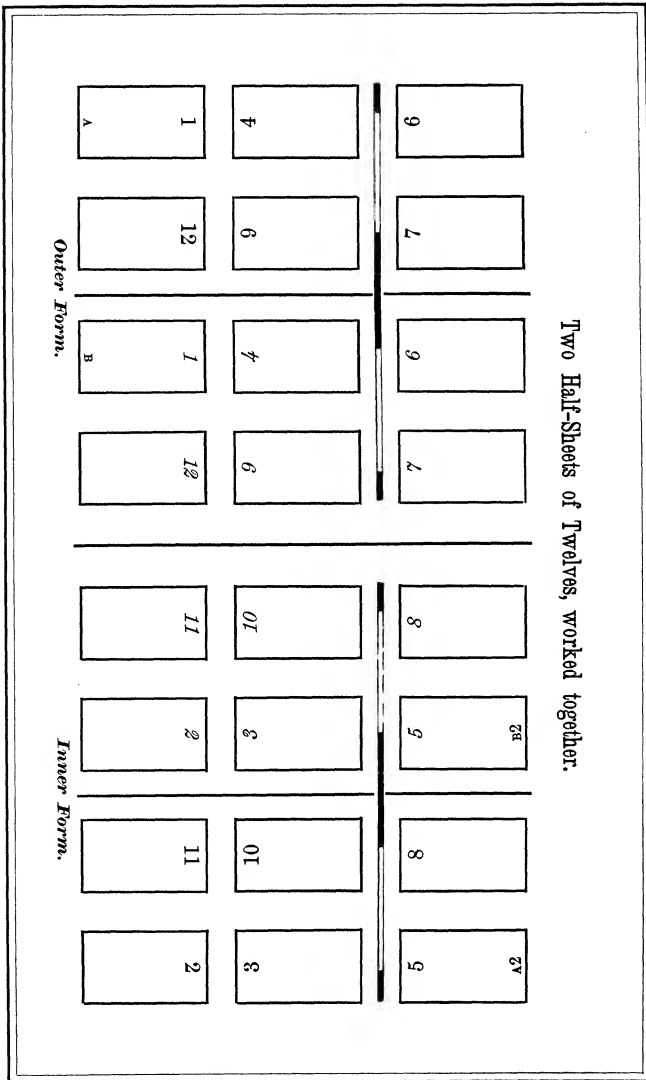 Two Half-Sheets of Twelves, worked together.
B2 A2
6 7 6 7 8 5 8 5
4 9 4 9 10 3 10 3
1 12 1 12 11 2 11 2
A B
Outer Form. Inner Form.